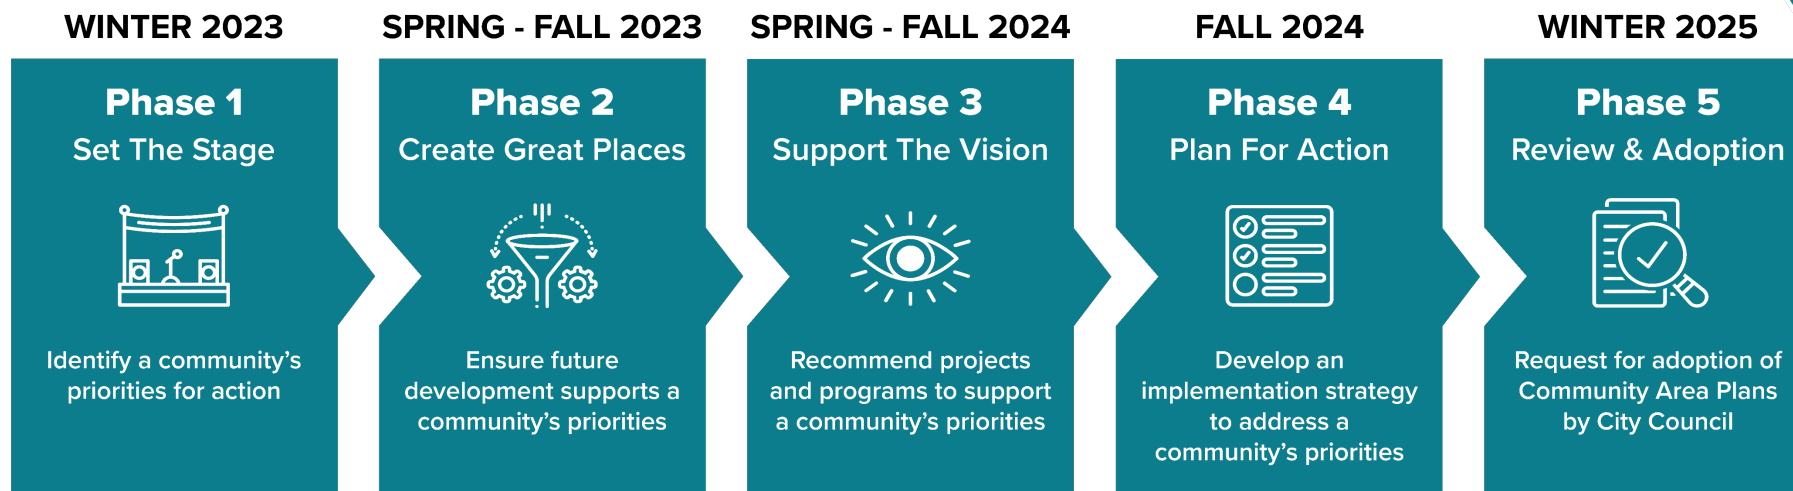 WINTER 2023
Phase 1
Set The Stage
Identify a community’s
priorities for action
SPRING - FALL 2023
Phase 2
Create Great Places
Ensure future
development supports a
community’s priorities
SPRING - FALL 2024
Phase 3
Support The Vision
Recommend projects
and programs to support
a community’s priorities
FALL 2024
Phase 4
Plan For Action
Develop an
implementation strategy
to address a
community’s priorities
WINTER 2025
Phase 5
Review & Adoption
Request for adoption of
Community Area Plans
by City Council